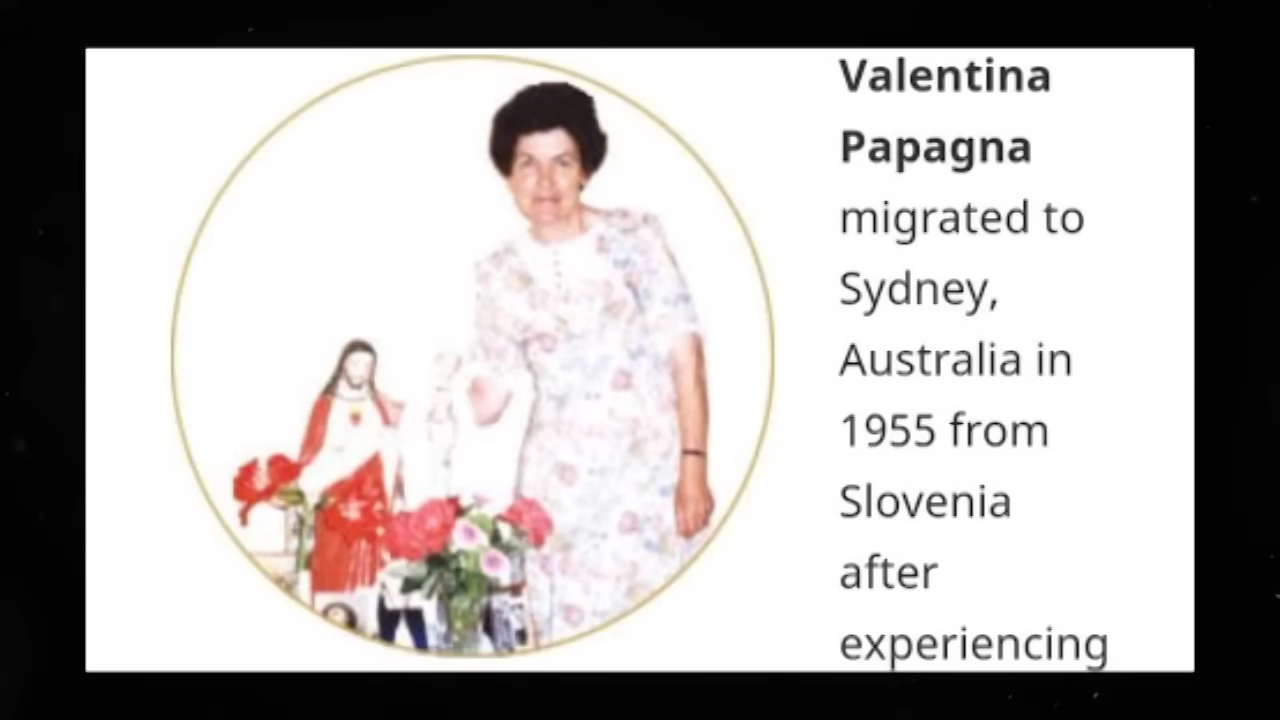 Valentina
Papagna
migrated to
Sydney,
Australia in
1955 from
Slovenia
after
experiencing